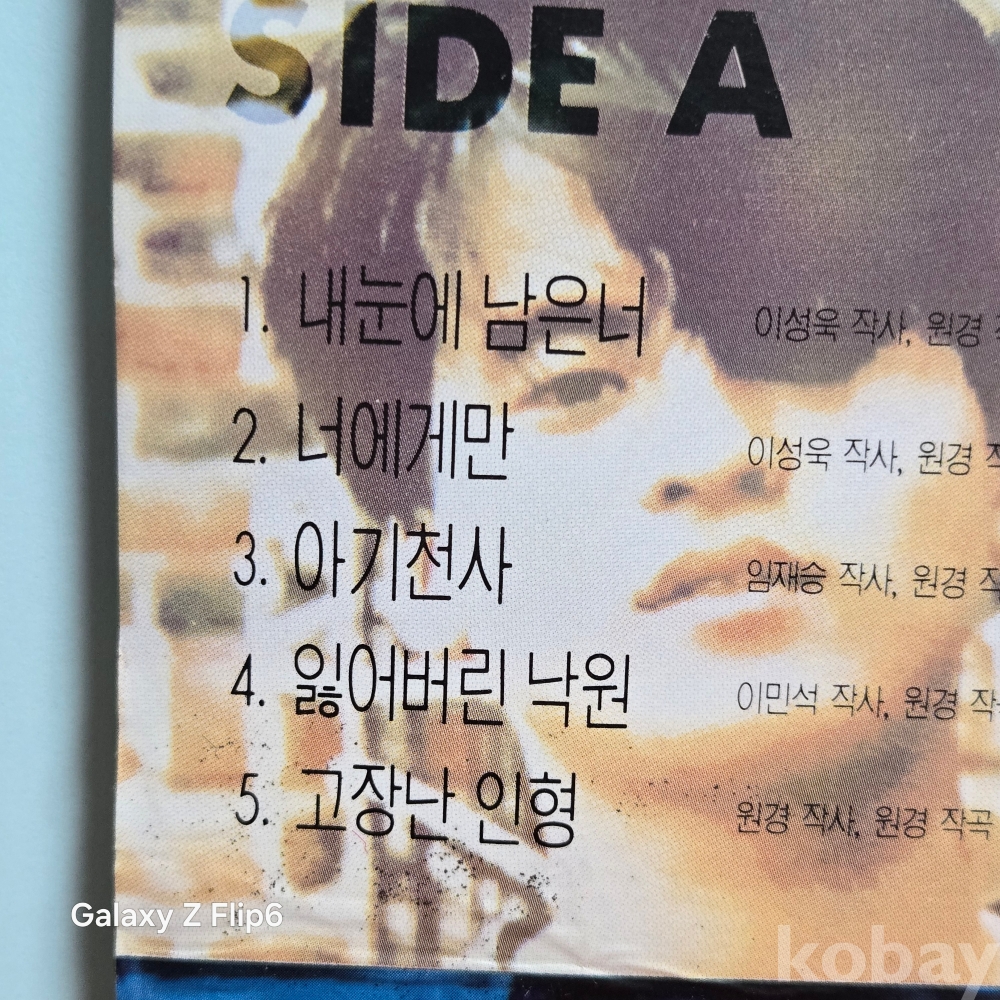 SIDE A
1. 내눈에 남은너 이성욱 작사, 원경
2. 너에게만 이성욱 작사, 원경
3. 아기천사 임재승 작사, 원경
4. 잃어버린 낙원 이민석 작사, 원경 작
5. 고장난 인형 원경 작사, 원경 작곡
Galaxy Z Flip6
kobay